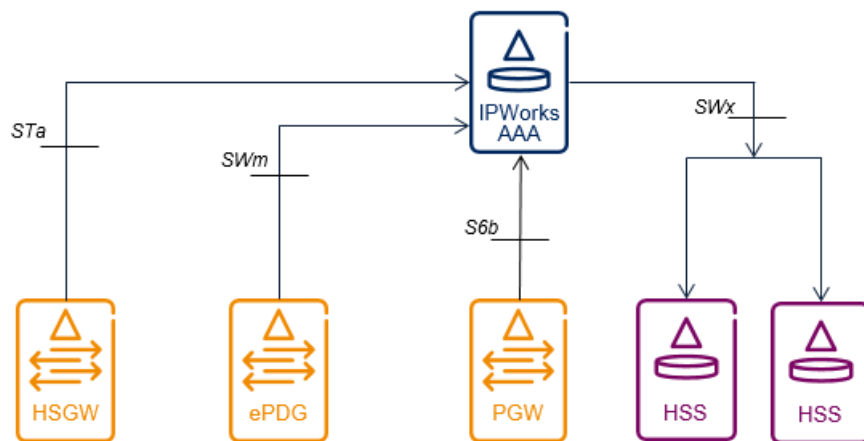 IPWorks
AAA
STa
SWm
S6b
SWx
HSGW
ePDG
PGW
HSS
HSS